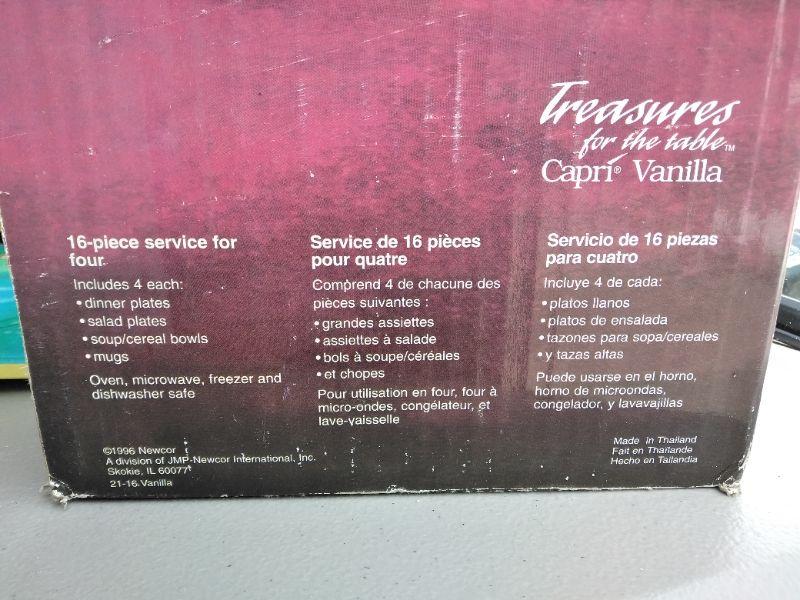 Treasures
for the table™
Capri® Vanilla
16-piece service for
four
Includes 4 each:
• dinner plates
• salad plates
• soup/cereal bowls
• mugs
Oven, microwave, freezer and
dishwasher safe
Service de 16 pièces
pour quatre
Comprend 4 de chacune des
pièces suivantes :
• grandes assiettes
• assiettes à salade
• bols à soupe/céréales
• et chopes
Pour utilisation en four, four à
micro-ondes, congélateur, et
lave-vaisselle
Servicio de 16 piezas
para cuatro
Incluye 4 de cada:
• platos llanos
• platos de ensalada
• tazones para sopa/cereales
• y tazas altas
Puede usarse en el horno,
horno de microondas,
congelador, y lavavajillas
©1996 Newcor
A division of JMP-Newcor International, Inc.
Skokie, IL 60077
21-16 Vanilla
Made in Thailand
Fait en Thaïlande
Hecho en Tailandia